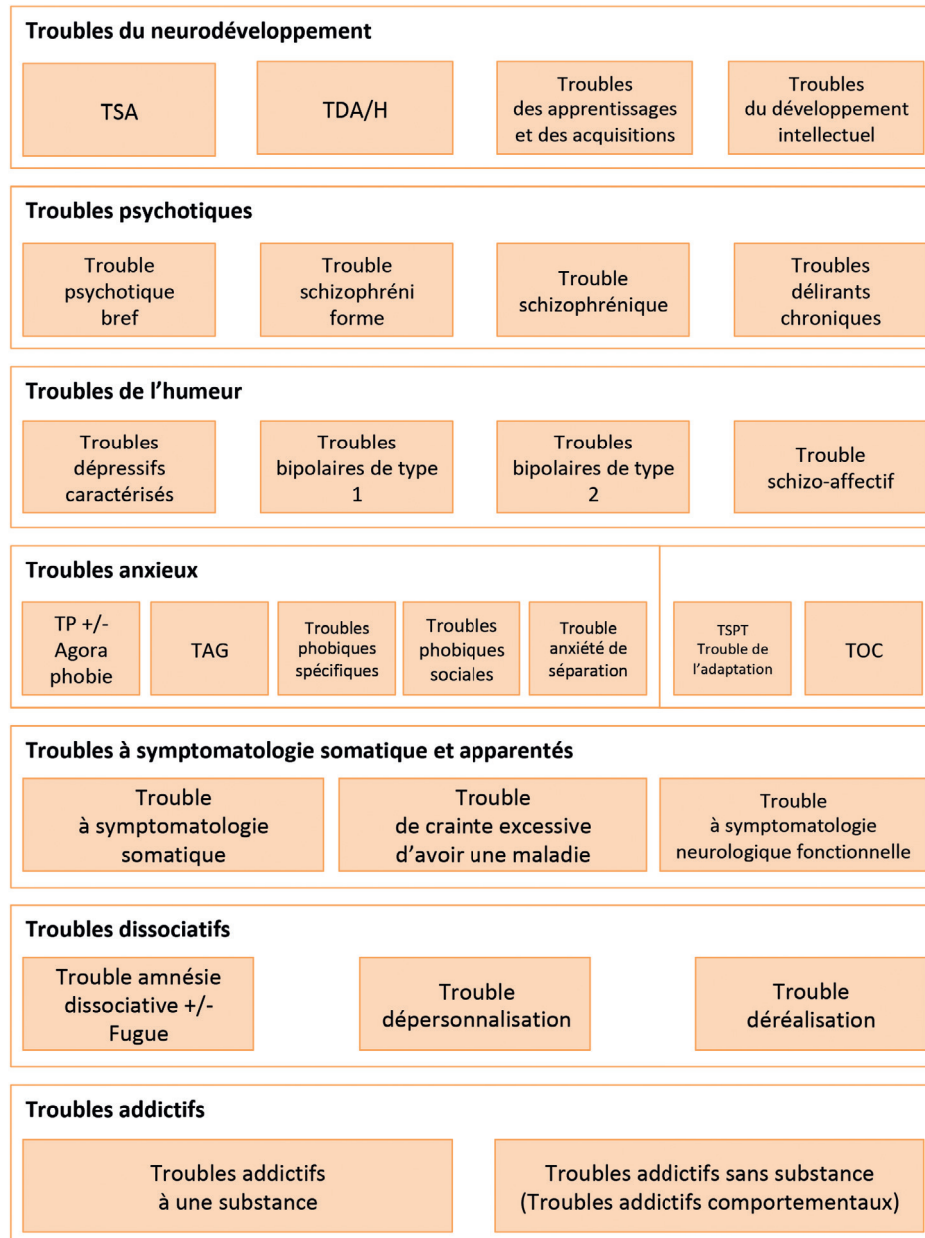 Troubles du neurodéveloppement
TSA
TDA/H
Troubles
des apprentissages
et des acquisitions
Troubles
du développement
intellectuel
Troubles psychotiques
Trouble
psychotique
bref
Trouble
schizophréni
forme
Trouble
schizophrénique
Troubles
délirants
chroniques
Troubles de l’humeur
Troubles
dépressifs
caractérisés
Troubles
bipolaires de type
1
Troubles
bipolaires de type
2
Trouble
schizo-affectif
Troubles anxieux
TP +/-
Agora
phobie
TAG
Troubles
phobiques
spécifiques
Troubles
phobiques
sociales
Trouble
anxiété de
séparation
TSPT
Trouble de
l’adaptation
TOC
Troubles à symptomatologie somatique et apparentés
Trouble
à symptomatologie
somatique
Trouble
de crainte excessive
d’avoir une maladie
Trouble
à symptomatologie
neurologique fonctionnelle
Troubles dissociatifs
Trouble amnésie
dissociative +/-
Fugue
Trouble
dépersonnalisation
Trouble
déréalisation
Troubles addictifs
Troubles addictifs
à une substance
Troubles addictifs sans substance
(Troubles addictifs comportementaux)